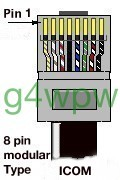 Pin 1
g4wpw
8 pin
modular
Type ICOM